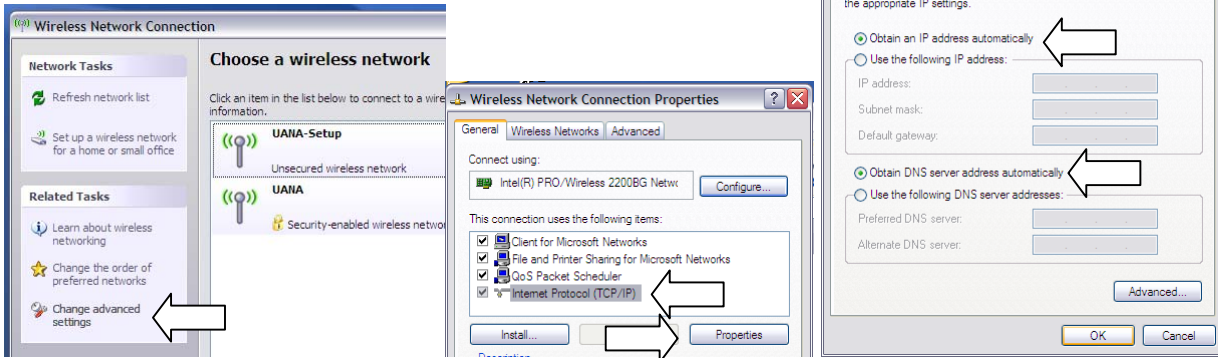 Wireless Network Connect
Network Tasks
Refresh network list
Set up a wireless network
for a home or small office
Related Tasks
Learn about wireless
networking
Change the order of
preferred networks
Change advanced
settings
Choose a wireless network
Click an item in the list below to connect to a wire
information.
UANA-Setup
Unsecured wireless network
UANA
Security-enabled wireless networ
Wireless Network Connection Properties
General Wireless Networks Advanced
Connect using:
Intel(R) PRO/Wireless 2200BG Netwc
Configure...
This connection uses the following items:
Client for Microsoft Networks
File and Printer Sharing for Microsoft Networks
QoS Packet Scheduler
Internet Protocol (TCP/IP)
Install...
Properties
Description
the appropriate IP settings.
Obtain an IP address automatically
Use the following IP address:
IP address:
Subnet mask:
Default gateway:
Obtain DNS server address automatically
Use the following DNS server addresses:
Preferred DNS server:
Alternate DNS server:
Advanced...
OK Cancel